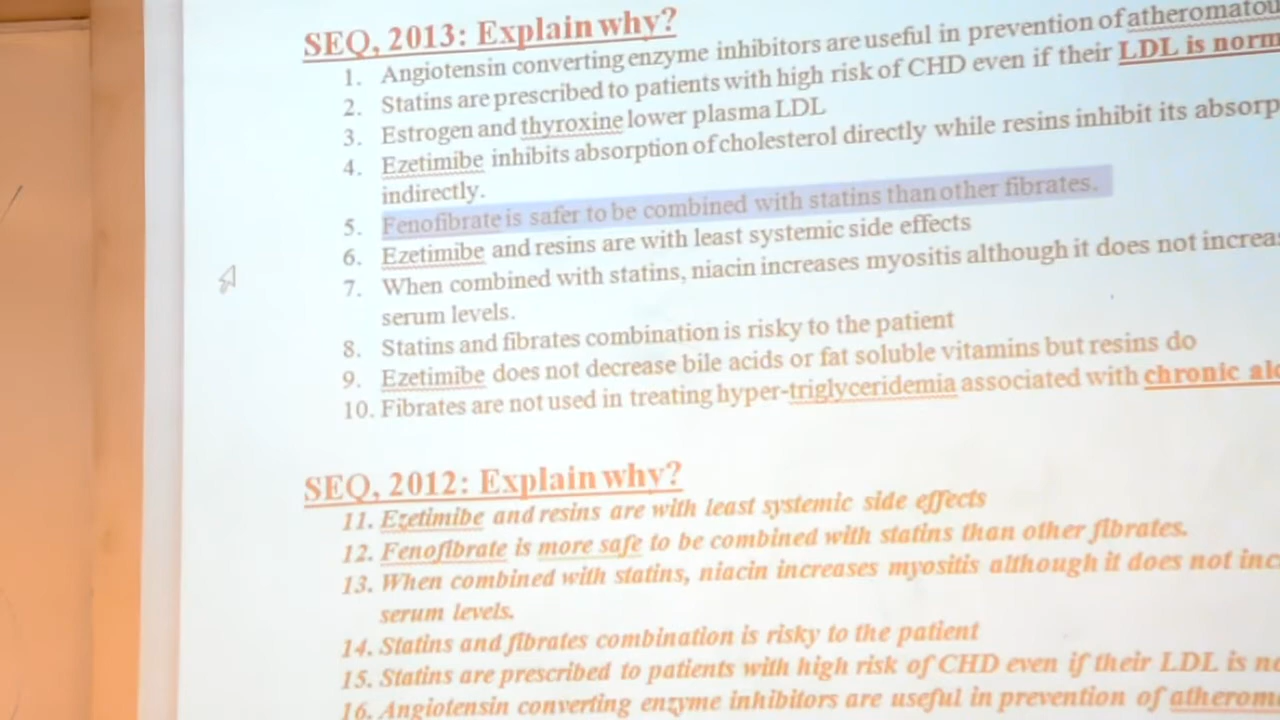 SEQ, 2013: Explain why?
1. Angiotensin converting enzyme inhibitors are useful in prevention of
2. Statins are prescribed to patients with high risk of CHD even if their LDL is
3. Estrogen and thyroxine lower plasma LDL
4. Ezetimibe inhibits absorption of cholesterol directly while resins inhibit its
indirectly.
5. Fenofibrate is safer to be combined with statins than other fibrates.
6. Ezetimibe and resins are with least systemic side effects
7. When combined with statins, niacin increases myositis although it does not
serum levels.
8. Statins and fibrates combination is risky to the patient
9. Ezetimibe does not decrease bile acids or fat soluble vitamins but resins do
10. Fibrates are not used in treating hyper-triglyceridemia associated with chronic
SEQ, 2012: Explain why?
11. Ezetimibe and resins are with least systemic side effects
12. Fenofibrate is more safe to be combined with statins than other fibrates.
13. When combined with statins, niacin increases myositis although it does not
serum levels.
14. Statins and fibrates combination is risky to the patient
15. Statins are prescribed to patients with high risk of CHD even if their LDL is
16. Angiotensin converting enzyme inhibitors are useful in prevention of